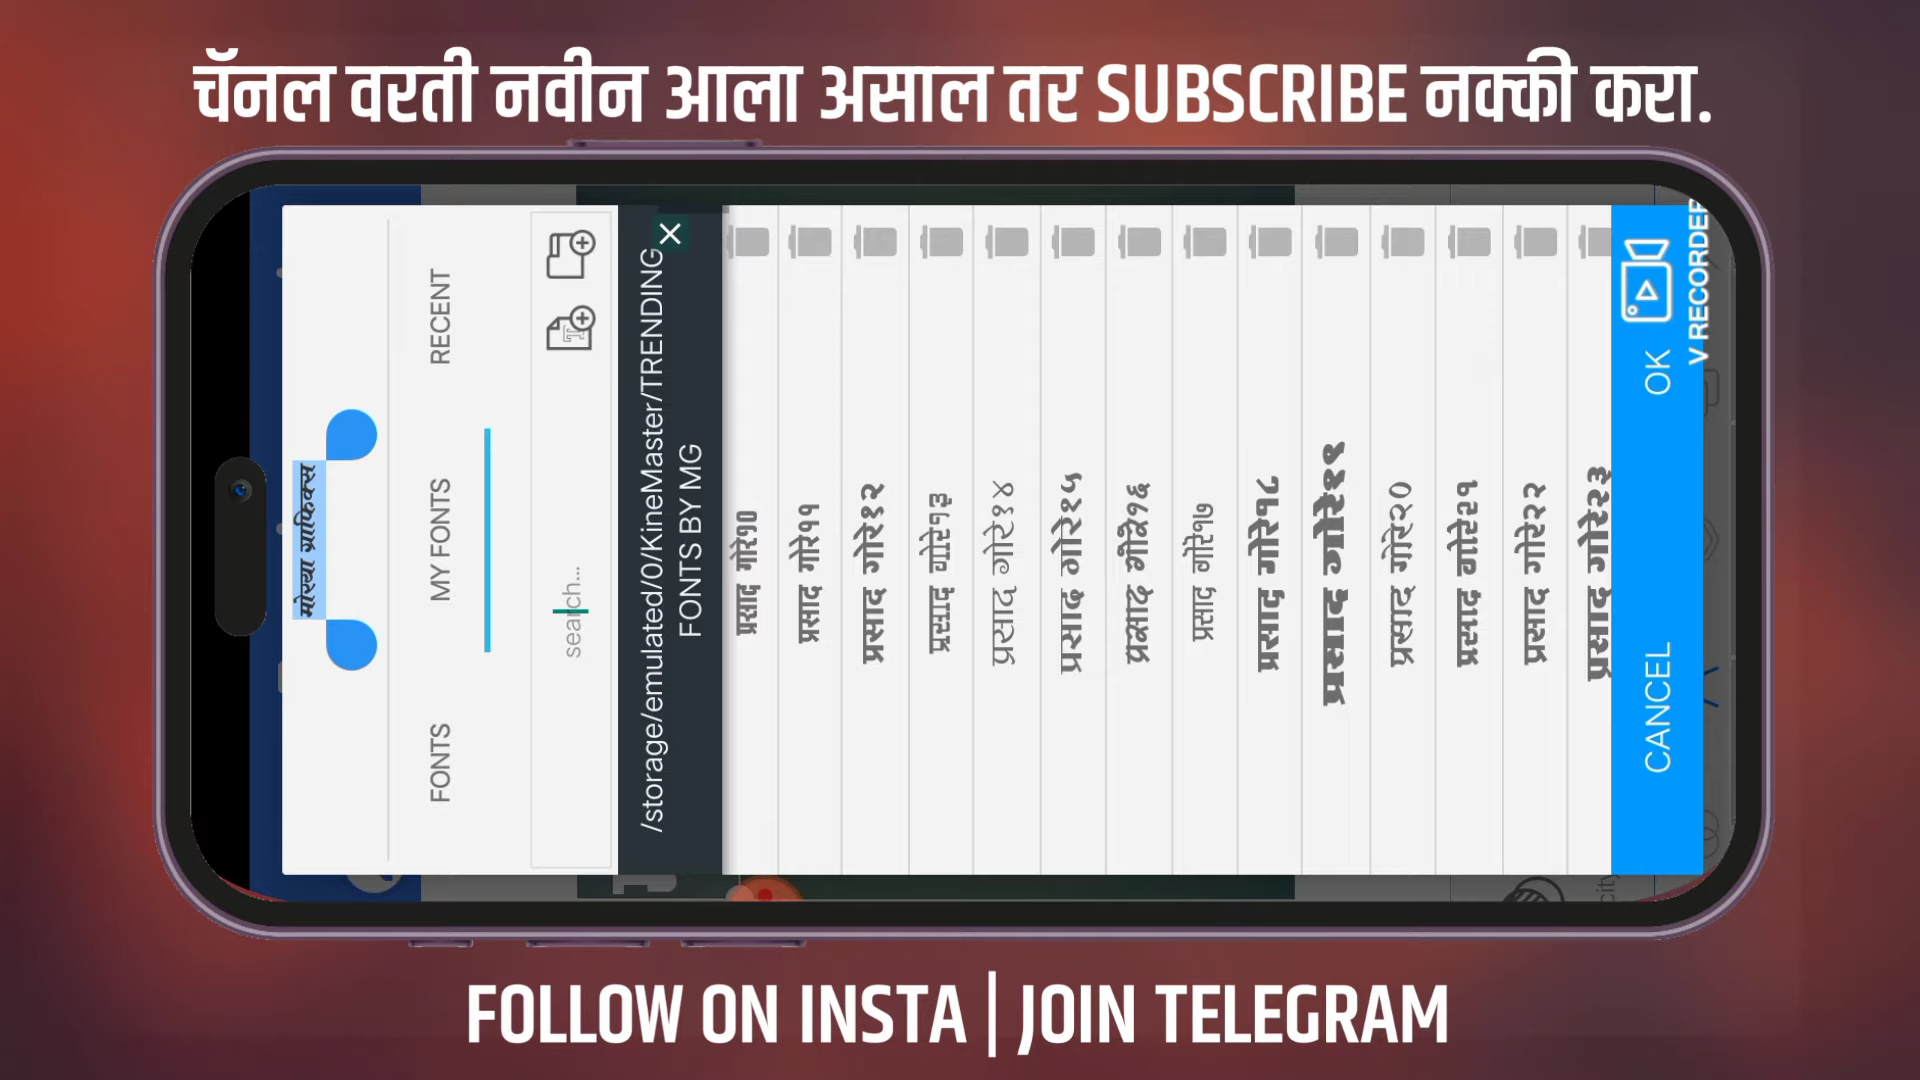 चॅनल वरती नवीन आला असाल तर SUBSCRIBE नक्की करा.
मोरया ग्राफिक्स
FONTS MY FONTS RECENT
search...
/storage/emulated/0/KineMaster/TRENDING
FONTS BY MG
प्रसाद गोरे१०
प्रसाद गोरे११
प्रसाद गोरे१२
प्रसाद गोरे१३
प्रसाद गोरे१४
प्रसाद गोरे१५
प्रसाद गोरे१६
प्रसाद गोरे१७
प्रसाद गोरे१८
प्रसाद गोरे१९
प्रसाद गोरे२०
प्रसाद गोरे२१
प्रसाद गोरे२२
प्रसाद गोरे२३
CANCEL OK
V RECORDER
FOLLOW ON INSTA | JOIN TELEGRAM